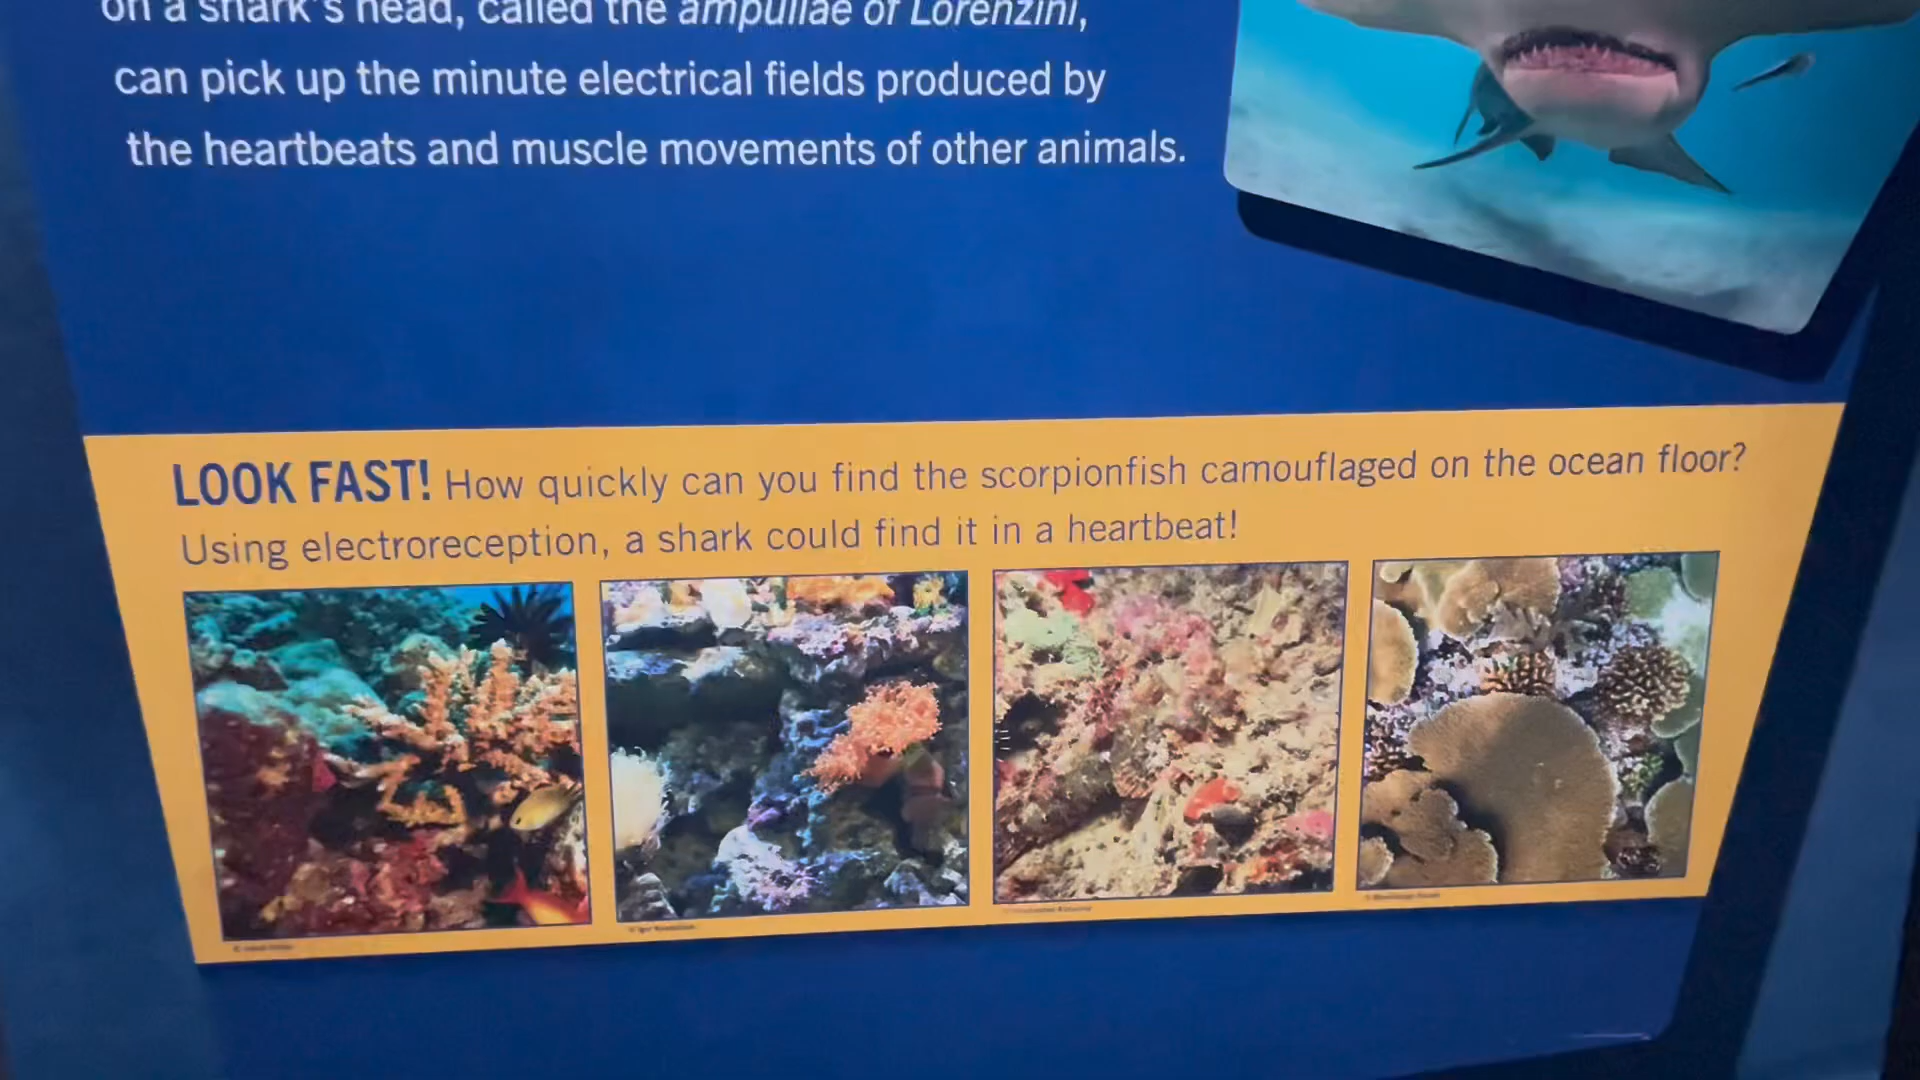 on a shark's head, called the ampullae of Lorenzini,
can pick up the minute electrical fields produced by
the heartbeats and muscle movements of other animals.
LOOK FAST! How quickly can you find the scorpionfish camouflaged on the ocean floor?
Using electroreception, a shark could find it in a heartbeat!